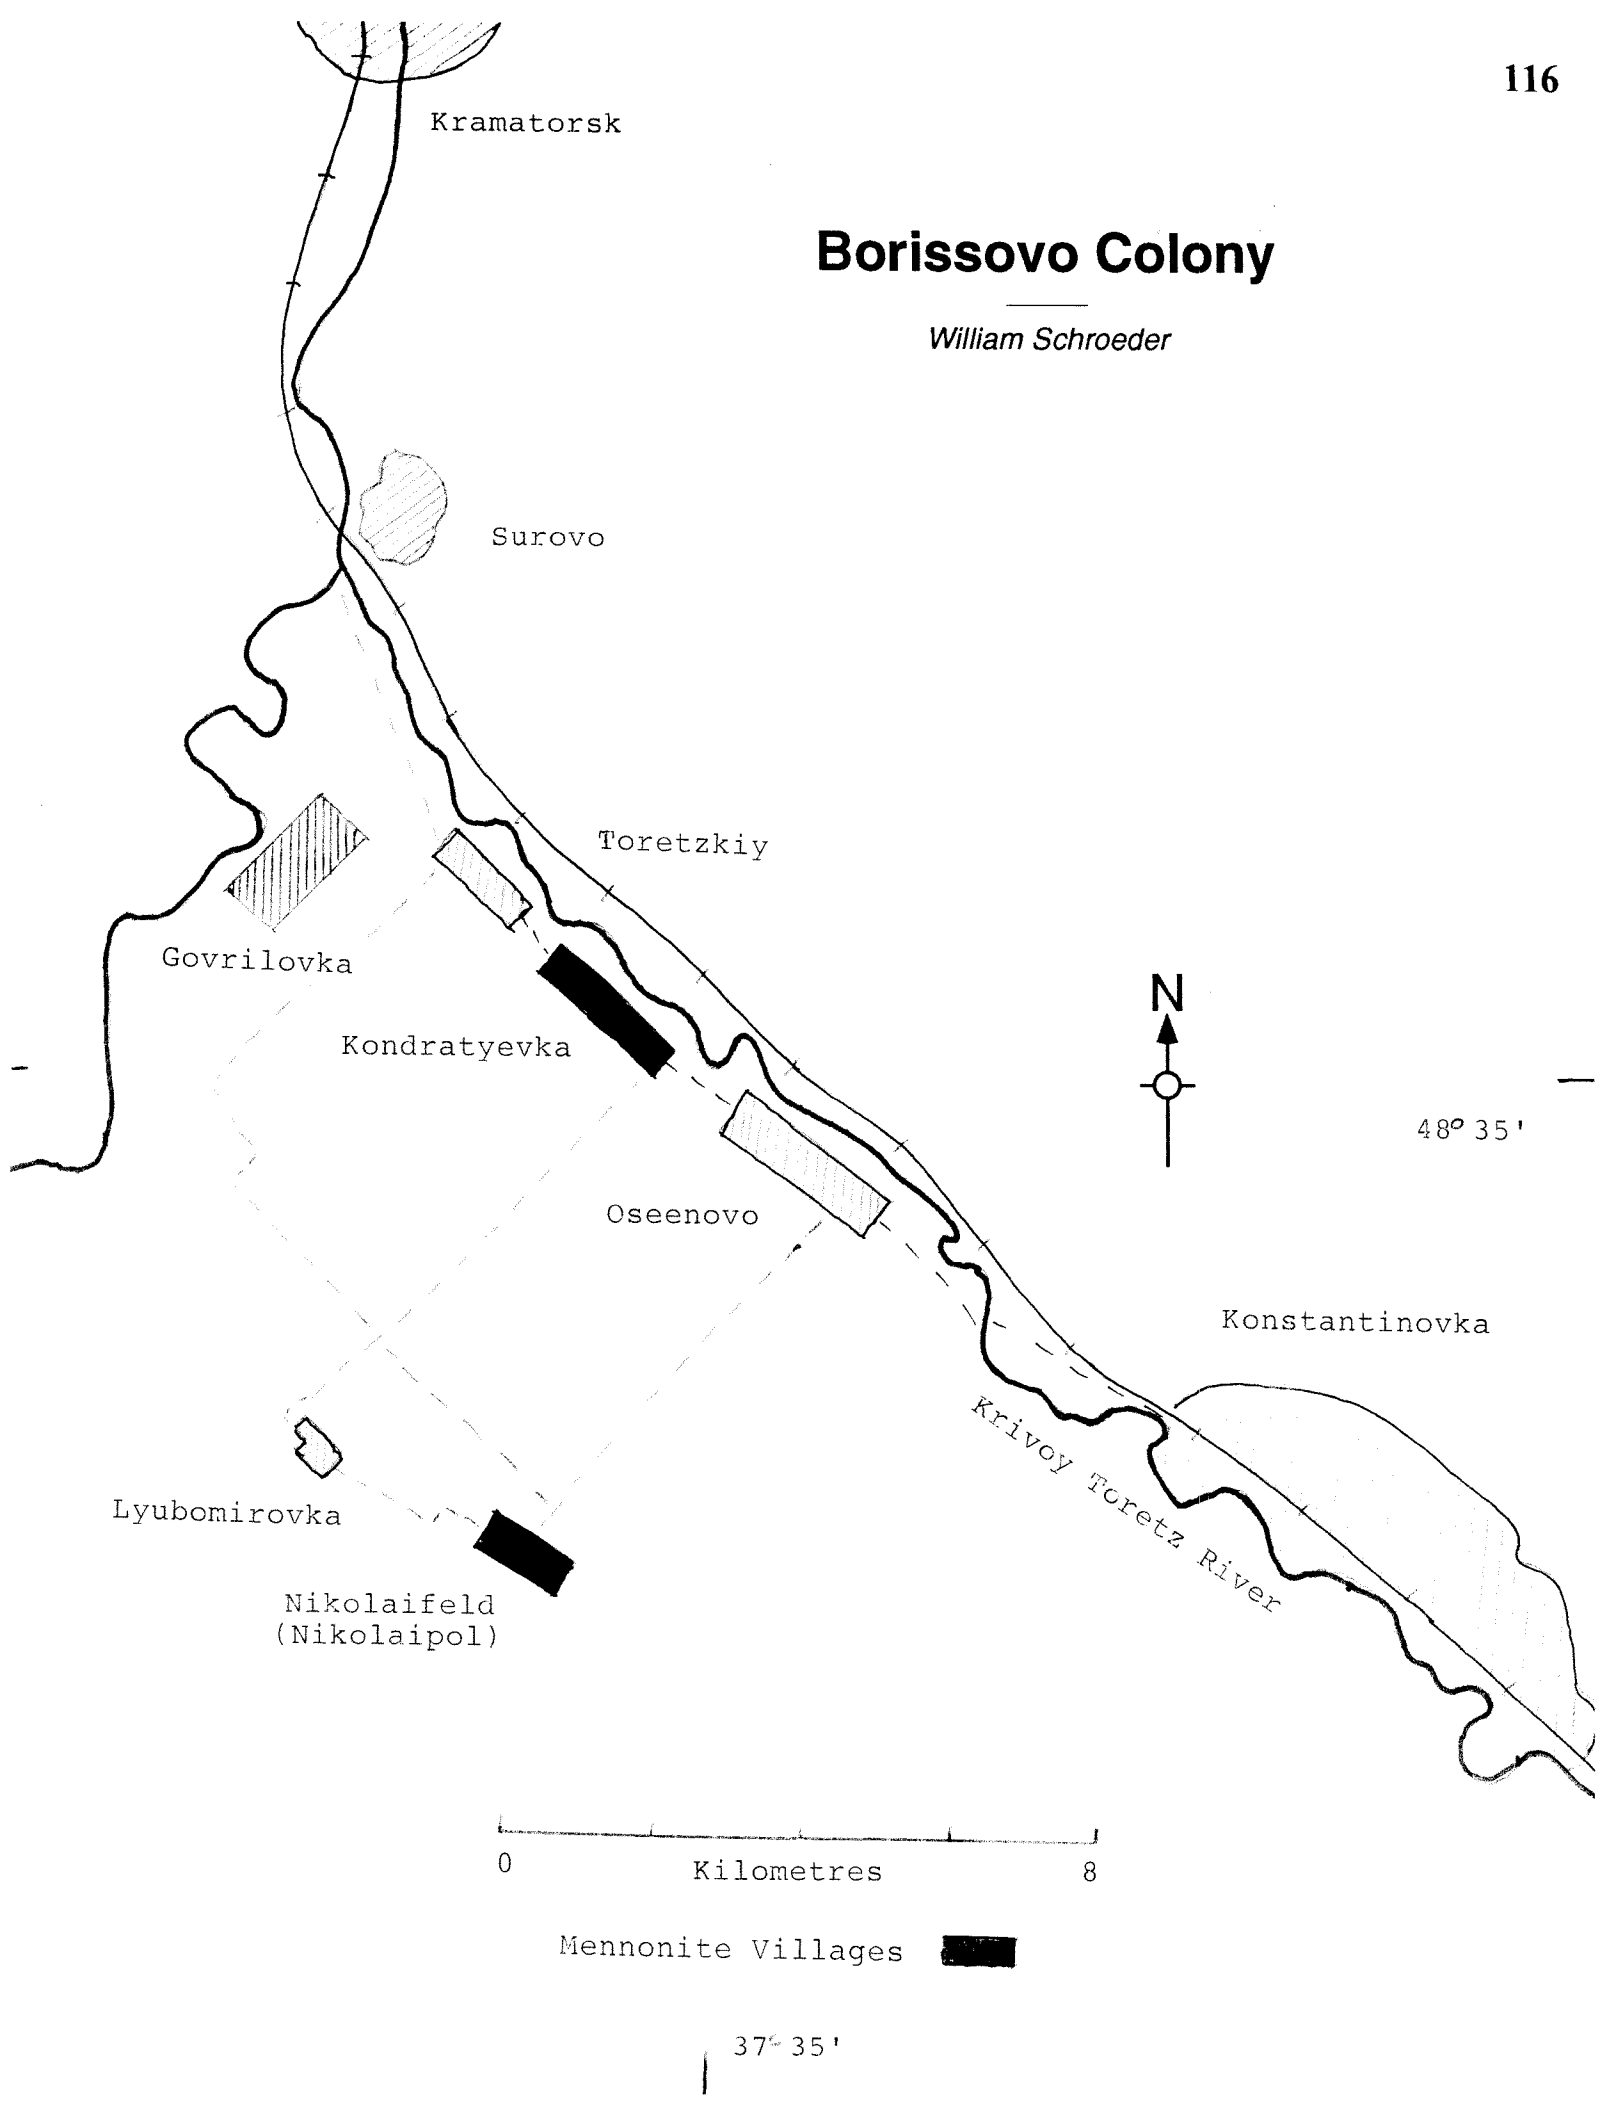 116
Kramatorsk
Borissovo Colony
William Schroeder
Surovo
Toretzkiy
Govrilovka
N
Kondratyevka
48° 35'
Oseenovo
Konstantinovka
Krivoy Toretz River
Lyubomirovka
Nikolaifeld
(Nikolaipol)
0
8
Kilometres
Mennonite Villages
37° 35'